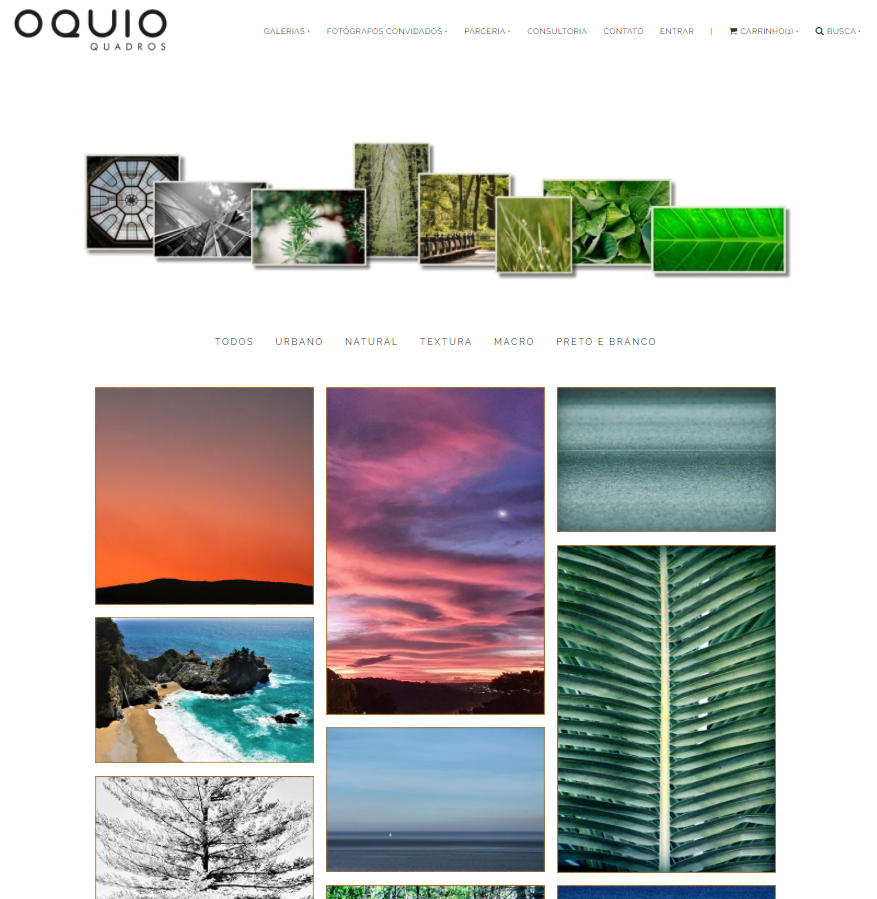 OQUIO
QUADROS
GALERIAS
FOTÓGRAFOS CONVIDADOS
PARCERIA
CONSULTORIA
CONTATO
ENTRAR
|
CARRINHO(1)
BUSCA
TODOS
URBANO
NATURAL
TEXTURA
MACRO
PRETO E BRANCO